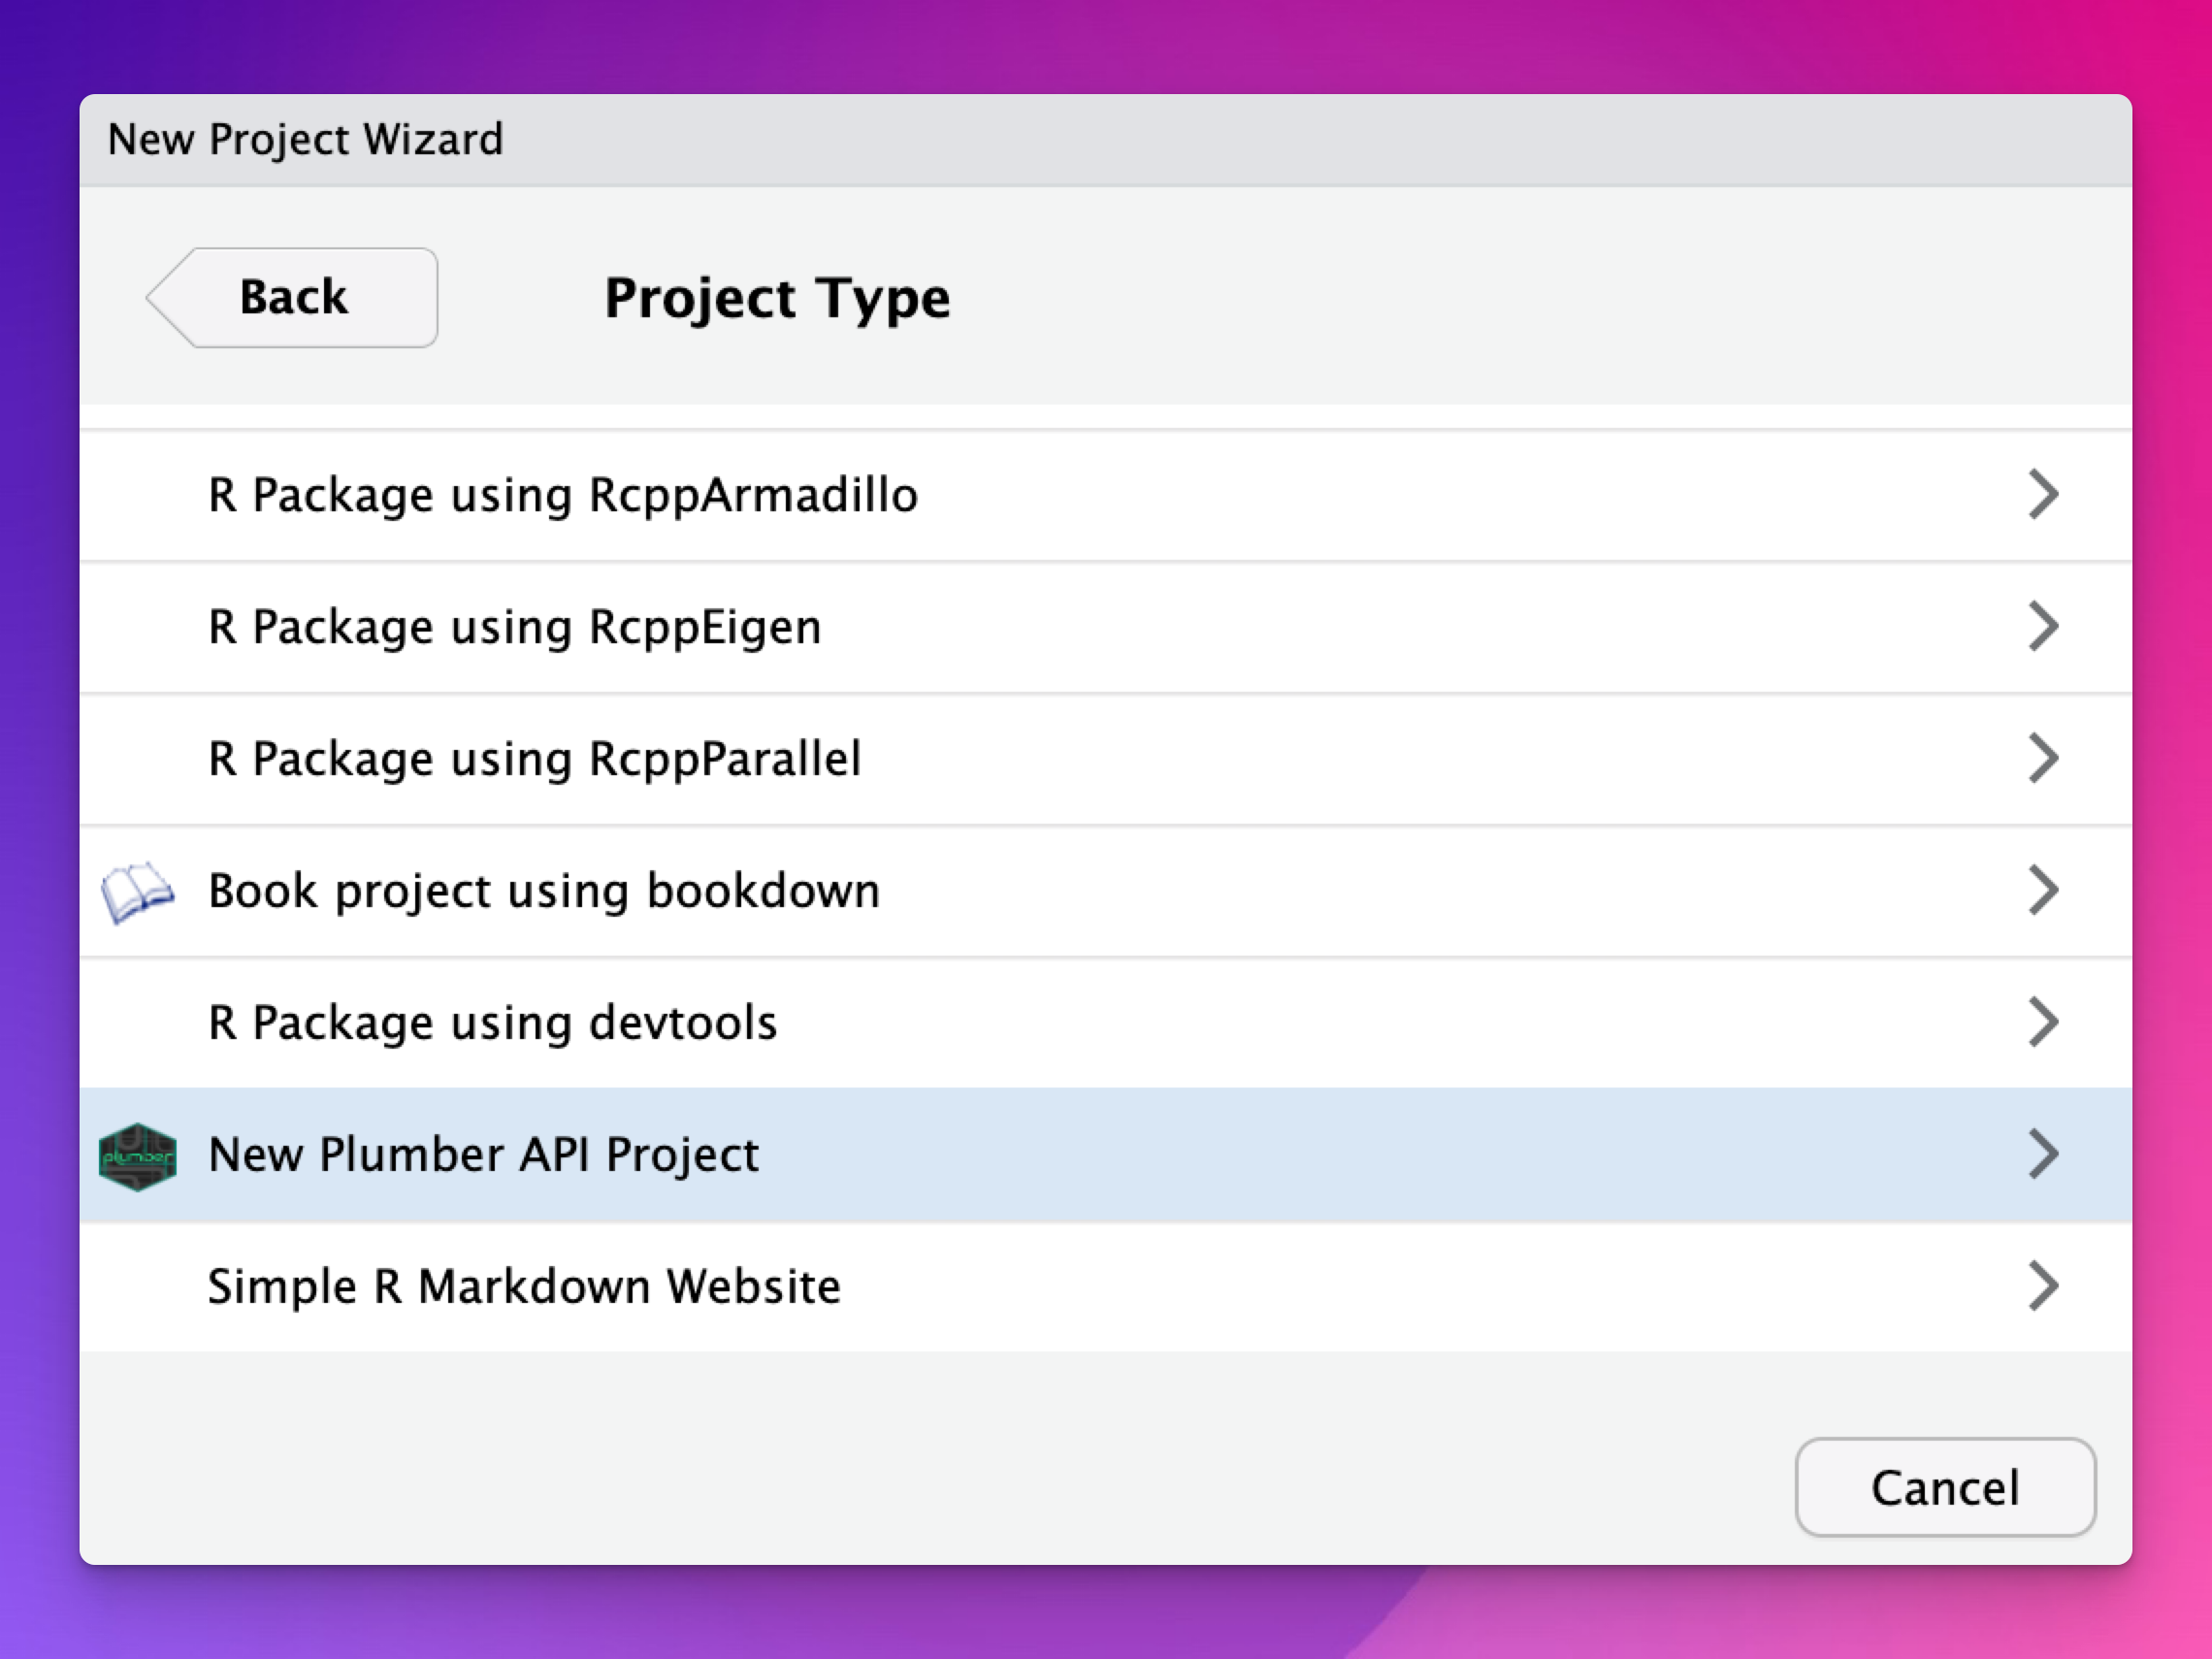 New Project Wizard
Back
Project Type
R Package using RcppArmadillo
R Package using RcppEigen
R Package using RcppParallel
Book project using bookdown
R Package using devtools
plumber
New Plumber API Project
Simple R Markdown Website
Cancel